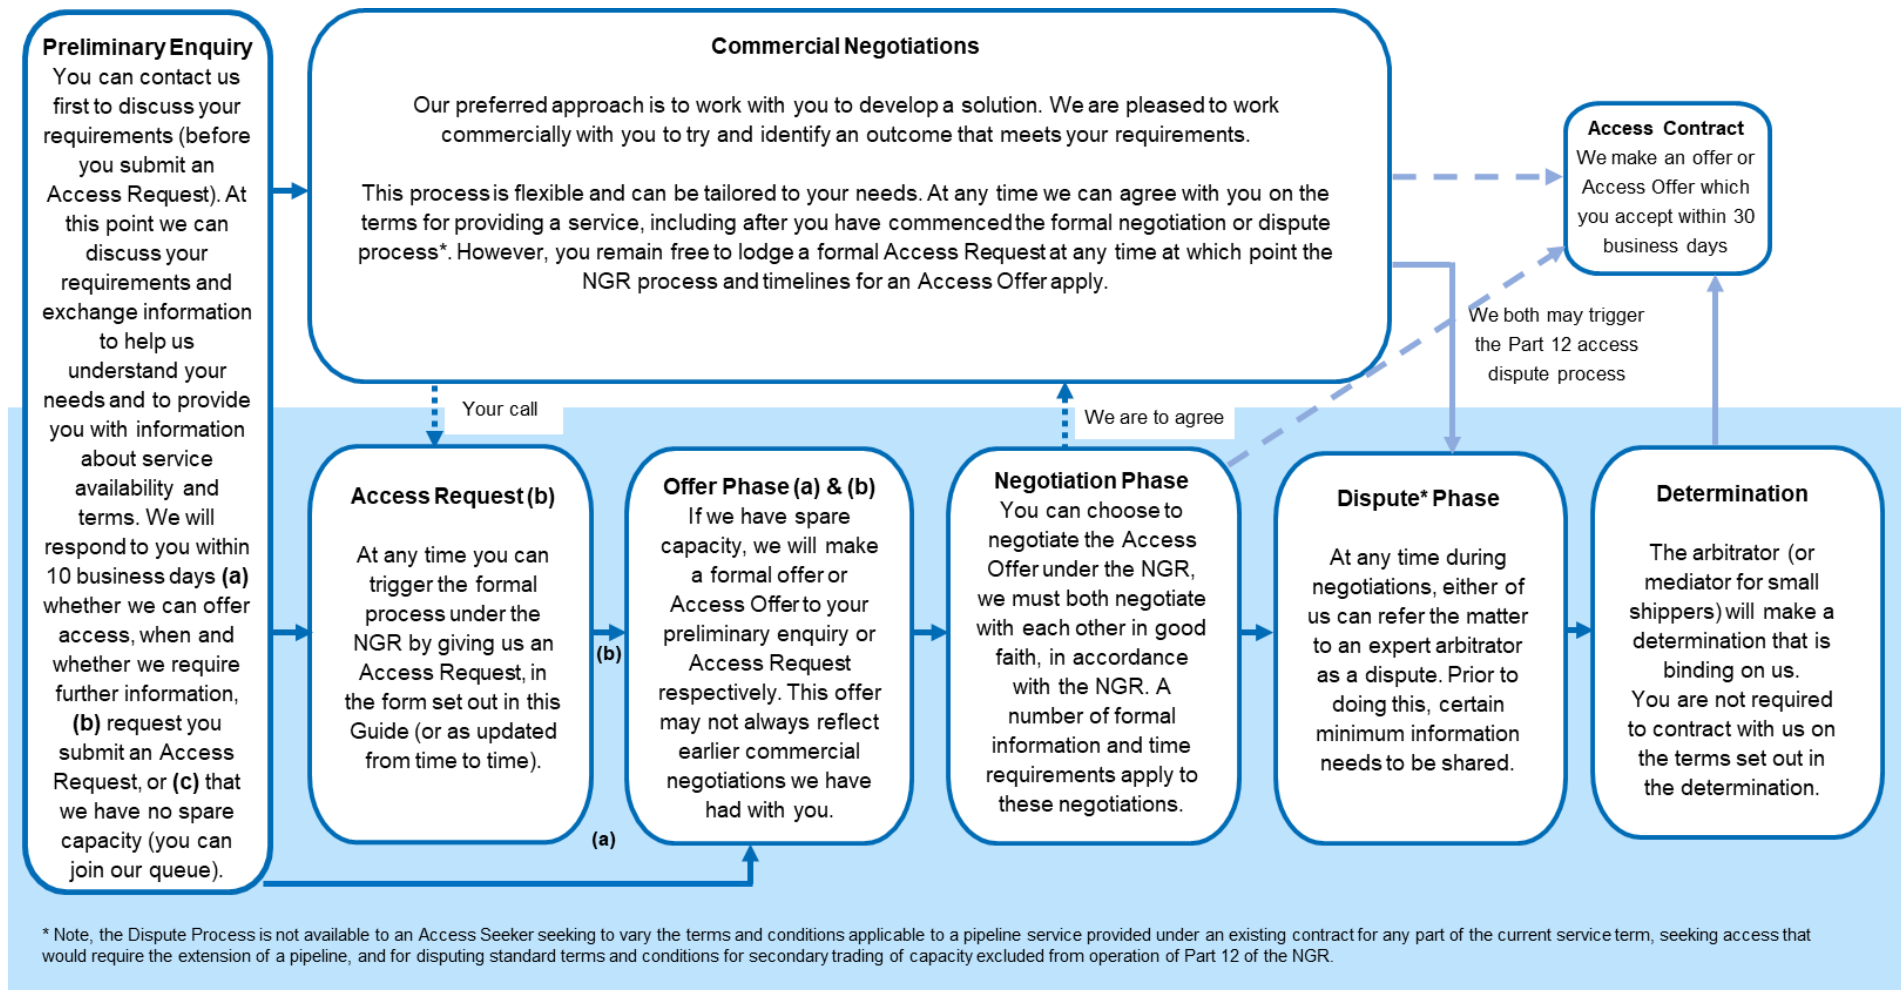 Preliminary Enquiry
You can contact us
first to discuss your
requirements (before
you submit an
Access Request). At
this point we can
discuss your
requirements and
exchange information
to help us
understand your
needs and to provide
you with information
about service
availability and
terms. We will
respond to you within
10 business days (a)
whether we can offer
access, when and
whether we require
further information,
(b) request you
submit an Access
Request, or (c) that
we have no spare
capacity (you can
join our queue).
Commercial Negotiations
Our preferred approach is to work with you to develop a solution. We are pleased to work
commercially with you to try and identify an outcome that meets your requirements.
This process is flexible and can be tailored to your needs. At any time we can agree with you on the
terms for providing a service, including after you have commenced the formal negotiation or dispute
process*. However, you remain free to lodge a formal Access Request at any time at which point the
NGR process and timelines for an Access Offer apply.
Access Contract
We make an offer or
Access Offer which
you accept within 30
business days
We both may trigger
the Part 12 access
dispute process
Your call
We are to agree
Access Request (b)
At any time you can
trigger the formal
process under the
NGR by giving us an
Access Request, in
the form set out in this
Guide (or as updated
from time to time).
(b)
(a)
Offer Phase (a) & (b)
If we have spare
capacity, we will make
a formal offer or
Access Offer to your
preliminary enquiry or
Access Request
respectively. This offer
may not always reflect
earlier commercial
negotiations we have
had with you.
Negotiation Phase
You can choose to
negotiate the Access
Offer under the NGR,
we must both negotiate
with each other in good
faith, in accordance
with the NGR. A
number of formal
information and time
requirements apply to
these negotiations.
Dispute* Phase
At any time during
negotiations, either of
us can refer the matter
to an expert arbitrator
as a dispute. Prior to
doing this, certain
minimum information
needs to be shared.
Determination
The arbitrator (or
mediator for small
shippers) will make a
determination that is
binding on us.
You are not required
to contract with us on
the terms set out in
the determination.
* Note, the Dispute Process is not available to an Access Seeker seeking to vary the terms and conditions applicable to a pipeline service provided under an existing contract for any part of the current service term, seeking access that
would require the extension of a pipeline, and for disputing standard terms and conditions for secondary trading of capacity excluded from operation of Part 12 of the NGR.